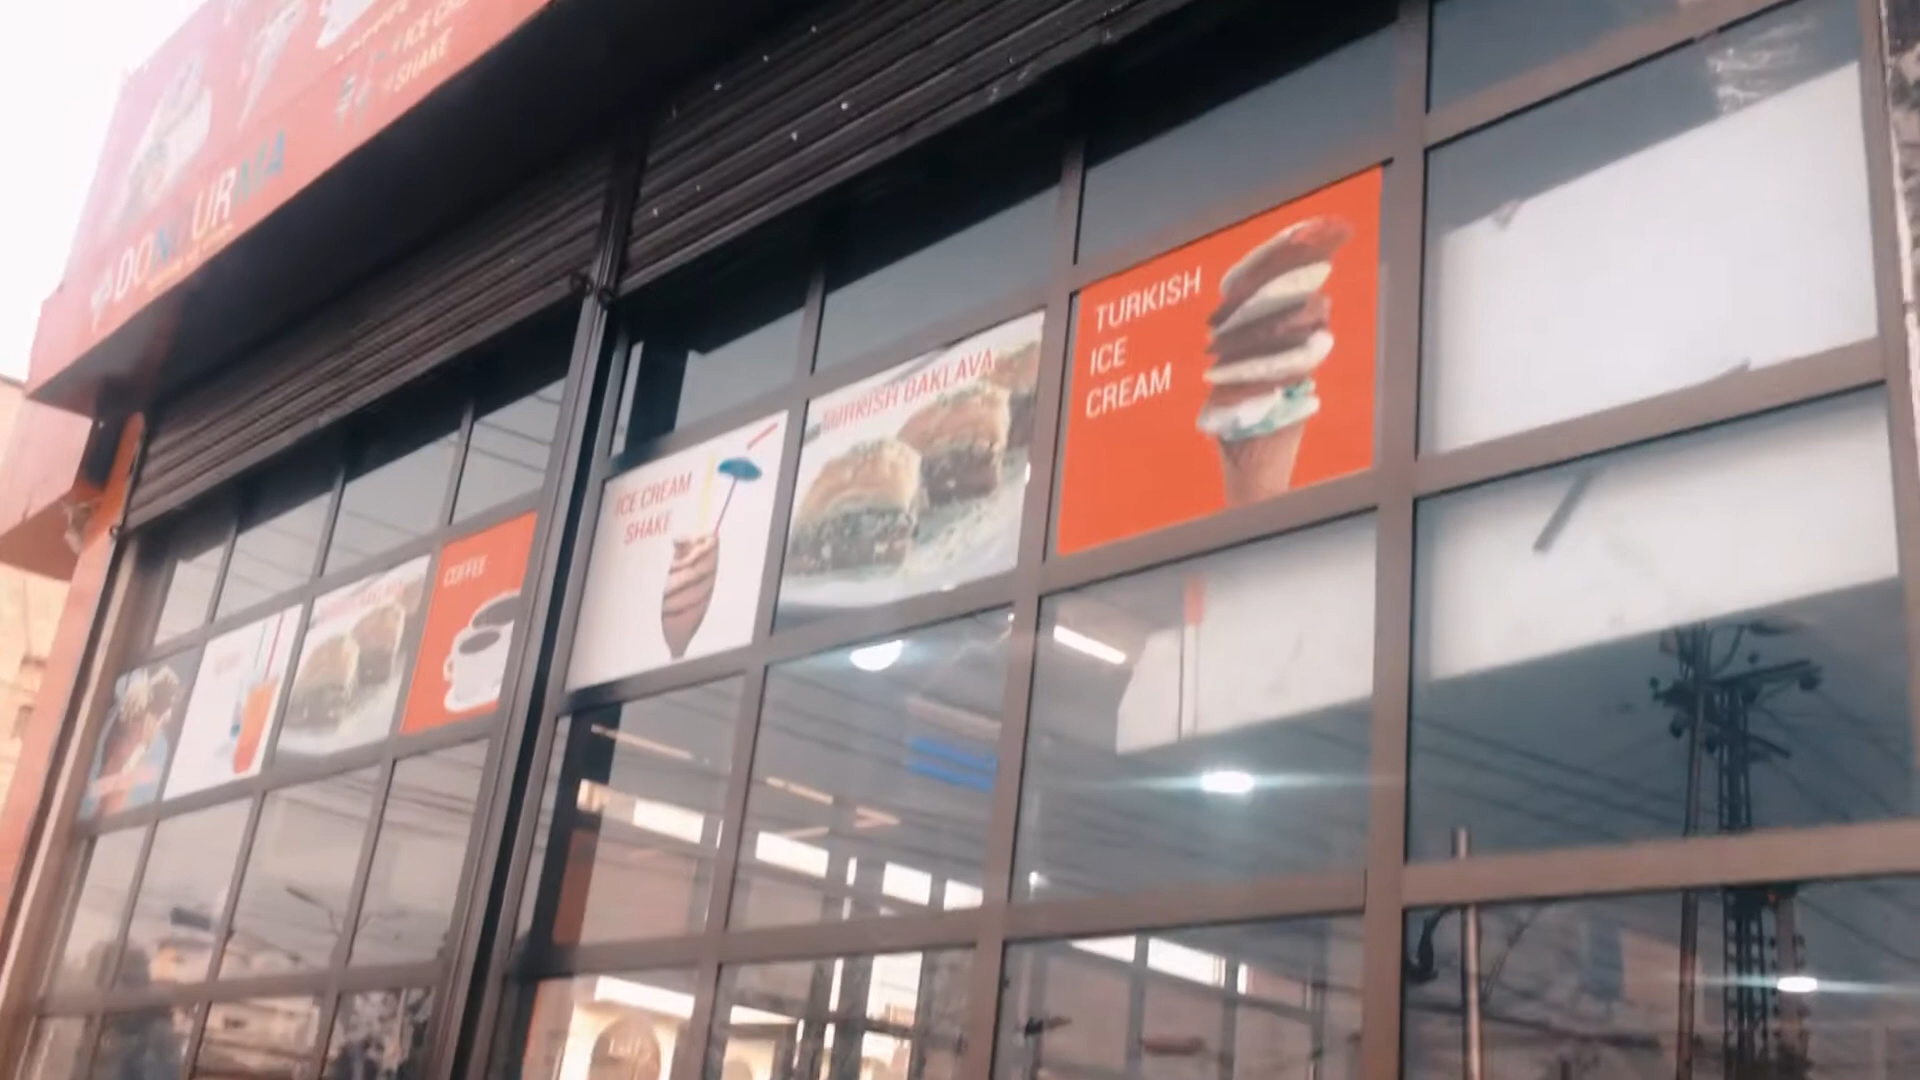 ICE CREAM
SHAKE
DONDURMA
TURKISH
ICE
CREAM
TURKISH BAKLAVA
ICE CREAM
SHAKE
COFFEE